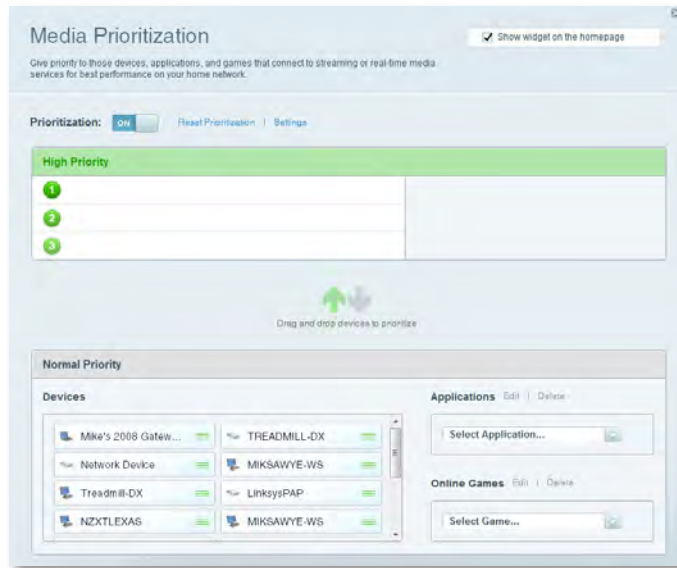 Media Prioritization
Show widget on the homepage
Give priority to those devices, applications, and games that connect to streaming or real-time media
services for best performance on your home network.
Prioritization: ON Reset Prioritization | Settings
High Priority
1
2
3
Drag and drop devices to prioritize
Normal Priority
Devices
Applications Edit | Delete
Mike's 2008 Gatew... TREADMILL-DX
Select Application...
Network Device MIKSAWYE-WS
Online Games Edit | Delete
Treadmill-DX LinksysPAP
NZXTLEXAS MIKSAWYE-WS
Select Game...